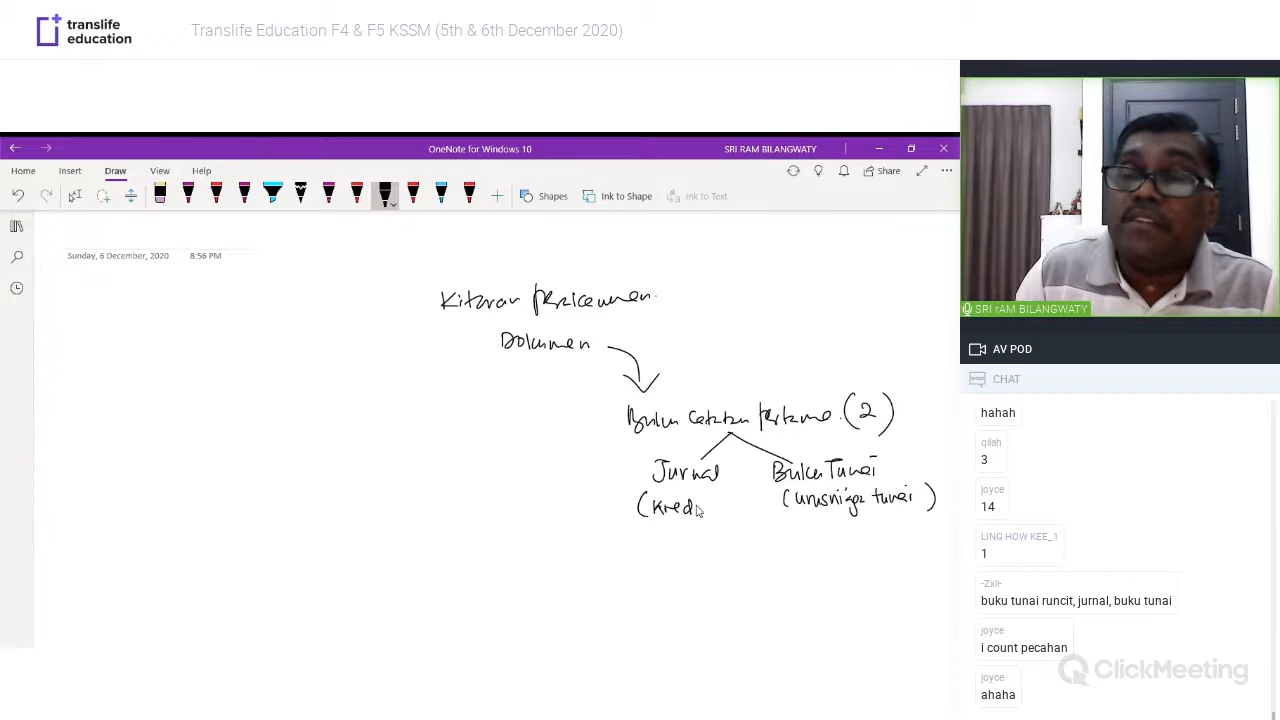 translife
education
Translife Education F4 & F5 KSSM (5th & 6th December 2020)
OneNote for Windows 10
SRI RAM BILANGWATY
Home Insert Draw View Help
Share
Shapes
Ink to Shape
Ink to Text
Sunday, 6 December, 2020 8:56 PM
Kitaran perakaunan
Dokumen
Buku Catatan Pertama (2)
Jurnal Buku Tunai
(Kred (urusniaga tunai)
SRI rAM BILANGWATY
AV POD
CHAT
hahah
qilah
3
joyce
14
LING HOW KEE_1
1
-Zxii-
buku tunai runcit, jurnal, buku tunai
joyce
i count pecahan
joyce
ahaha
ClickMeeting